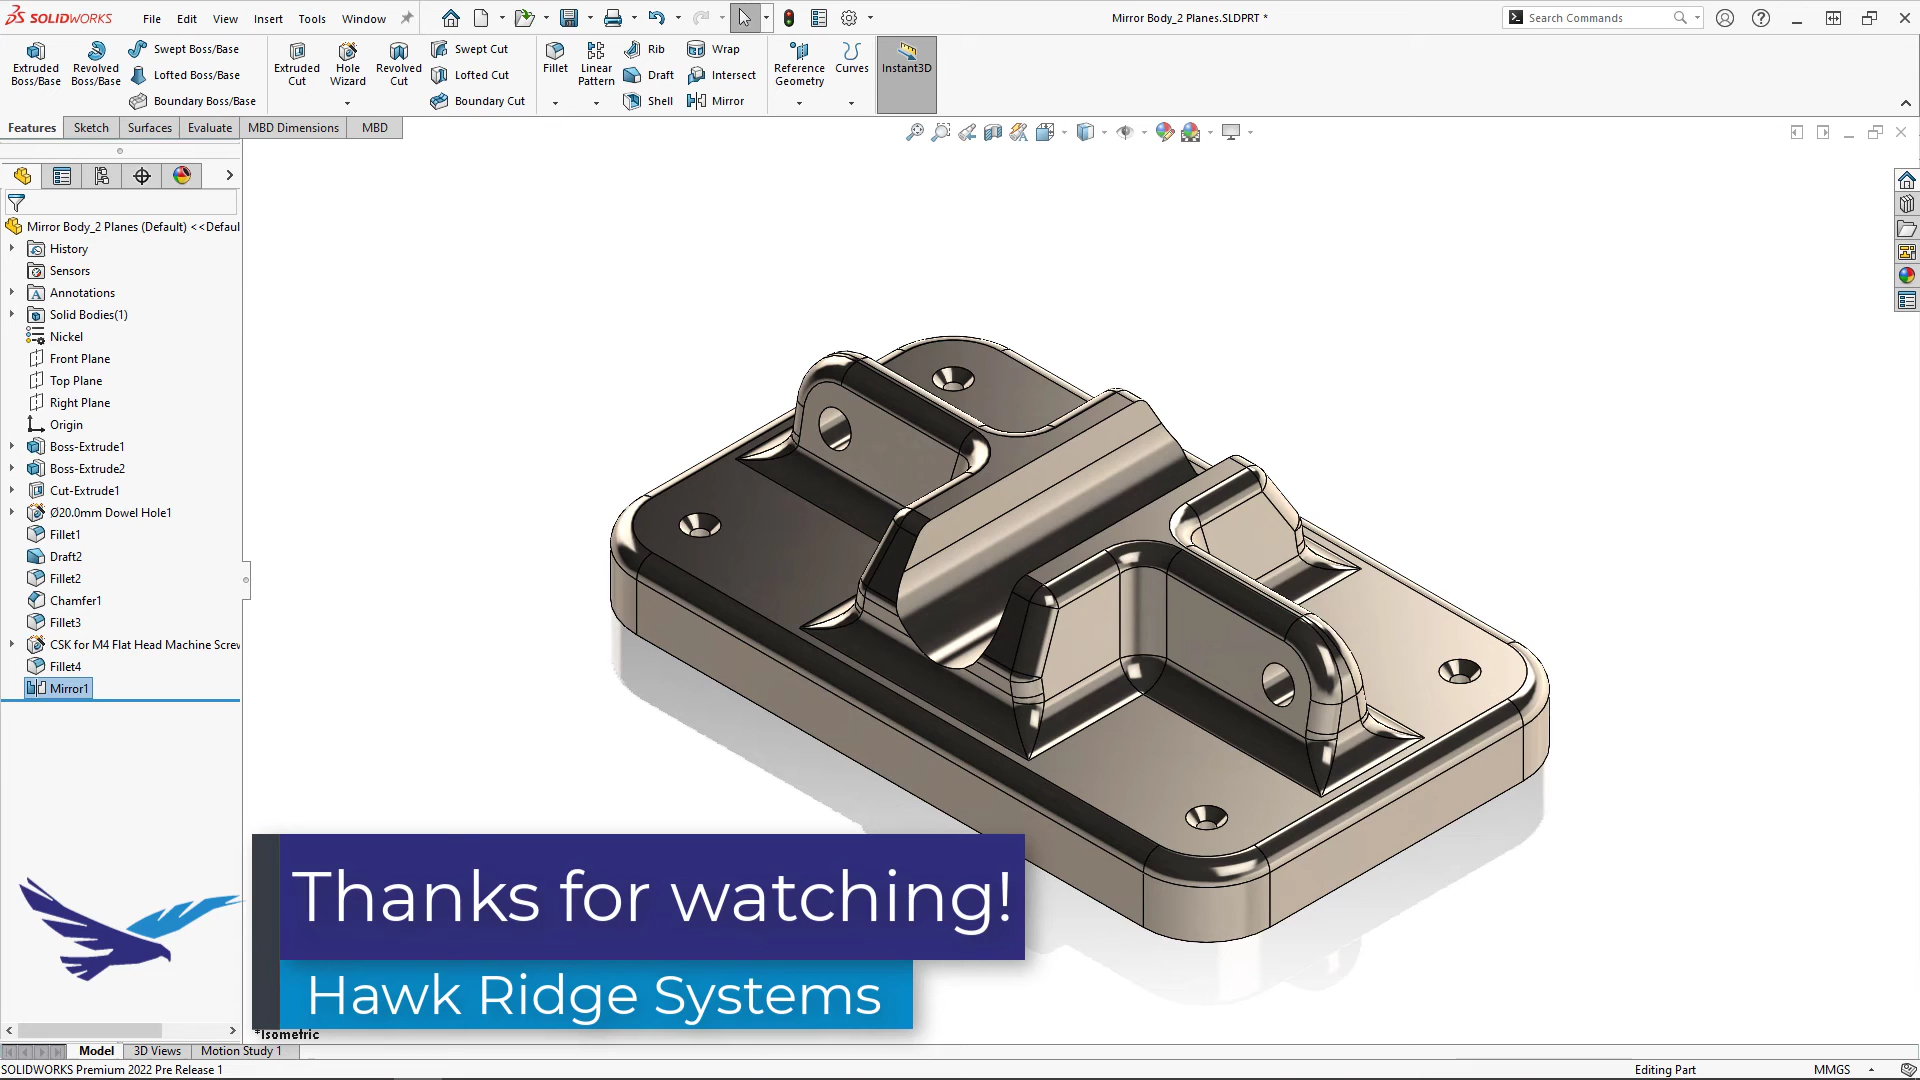 SOLIDWORKS
File
Edit
View
Insert
Tools
Window
Mirror Body_2 Planes.SLDPRT *
Search Commands
Extruded
Boss/Base
Revolved
Boss/Base
Swept Boss/Base
Lofted Boss/Base
Boundary Boss/Base
Extruded
Cut
Hole
Wizard
Revolved
Cut
Swept Cut
Lofted Cut
Boundary Cut
Fillet
Linear
Pattern
Rib
Draft
Shell
Wrap
Intersect
Mirror
Reference
Geometry
Curves
Instant3D
Features
Sketch
Surfaces
Evaluate
MBD Dimensions
MBD
Mirror Body_2 Planes (Default) <<Defaul
History
Sensors
Annotations
Solid Bodies(1)
Nickel
Front Plane
Top Plane
Right Plane
Origin
Boss-Extrude1
Boss-Extrude2
Cut-Extrude1
Ø20.0mm Dowel Hole1
Fillet1
Draft2
Fillet2
Chamfer1
Fillet3
CSK for M4 Flat Head Machine Screw
Fillet4
Mirror1
Thanks for watching!
Hawk Ridge Systems
*Isometric
Model
3D Views
Motion Study 1
SOLIDWORKS Premium 2022 Pre Release 1
Editing Part
MMGS